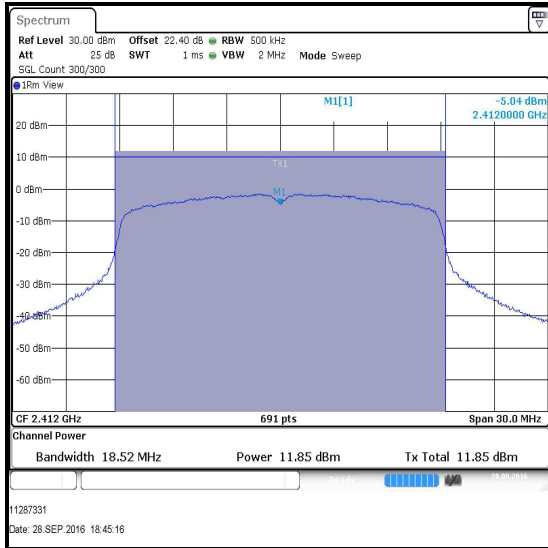 Spectrum
Ref Level 30.00 dBm Offset 22.40 dB RBW 500 kHz
Att 25 dB SWT 1 ms VBW 2 MHz Mode Sweep
SGL Count 300/300
1Rm View
M1[1] -5.04 dBm
2.4120000 GHz
20 dBm
10 dBm
TX1
0 dBm
M1
-10 dBm
-20 dBm
-30 dBm
-40 dBm
-50 dBm
-60 dBm
CF 2.412 GHz 691 pts Span 30.0 MHz
Channel Power
Bandwidth 18.52 MHz Power 11.85 dBm Tx Total 11.85 dBm
Ready 28.09.2016
11287331
Date: 28.SEP.2016 18:45:16